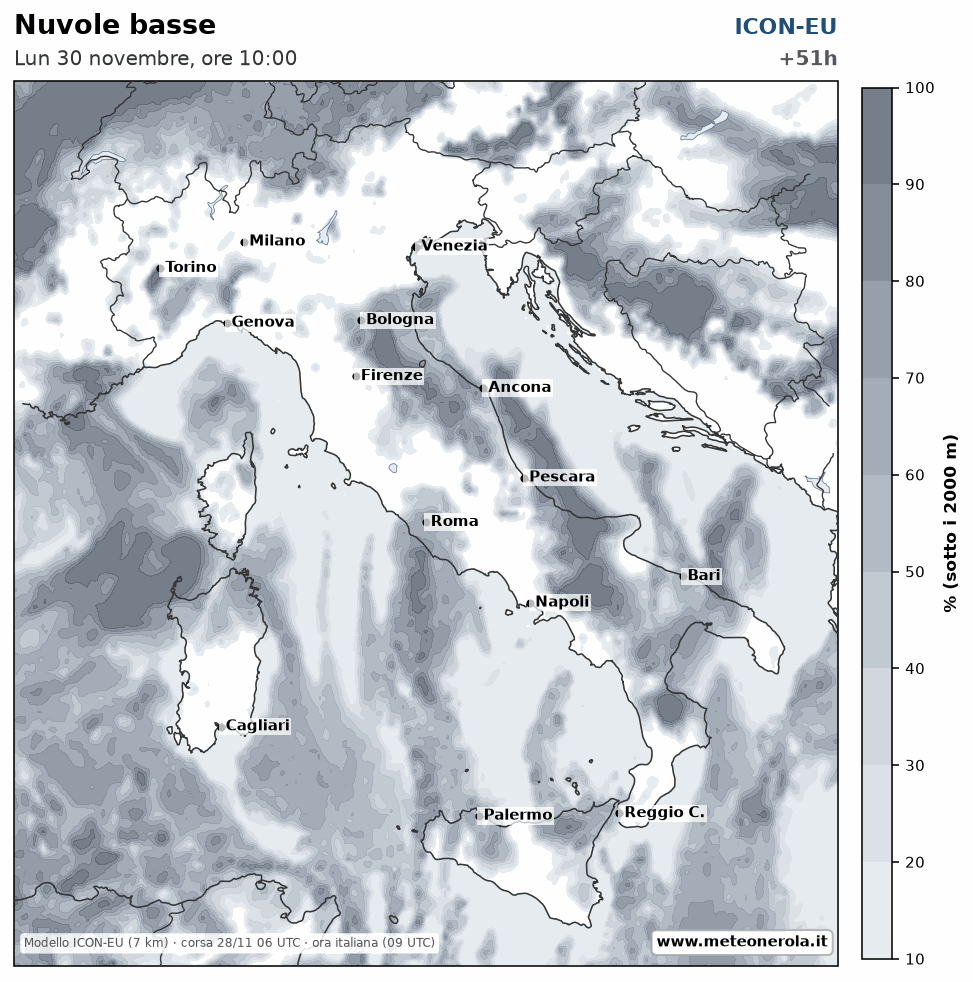 Nuvole basse
ICON-EU
Lun 30 novembre, ore 10:00
+51h
100
90
80
70
60
50
40
30
20
10
% (sotto i 2000 m)
Milano
Venezia
Torino
Genova
Bologna
Firenze
Ancona
Pescara
Roma
Bari
Napoli
Cagliari
Palermo
Reggio C.
Modello ICON-EU (7 km) · corsa 28/11 06 UTC · ora italiana (09 UTC)
www.meteonerola.it